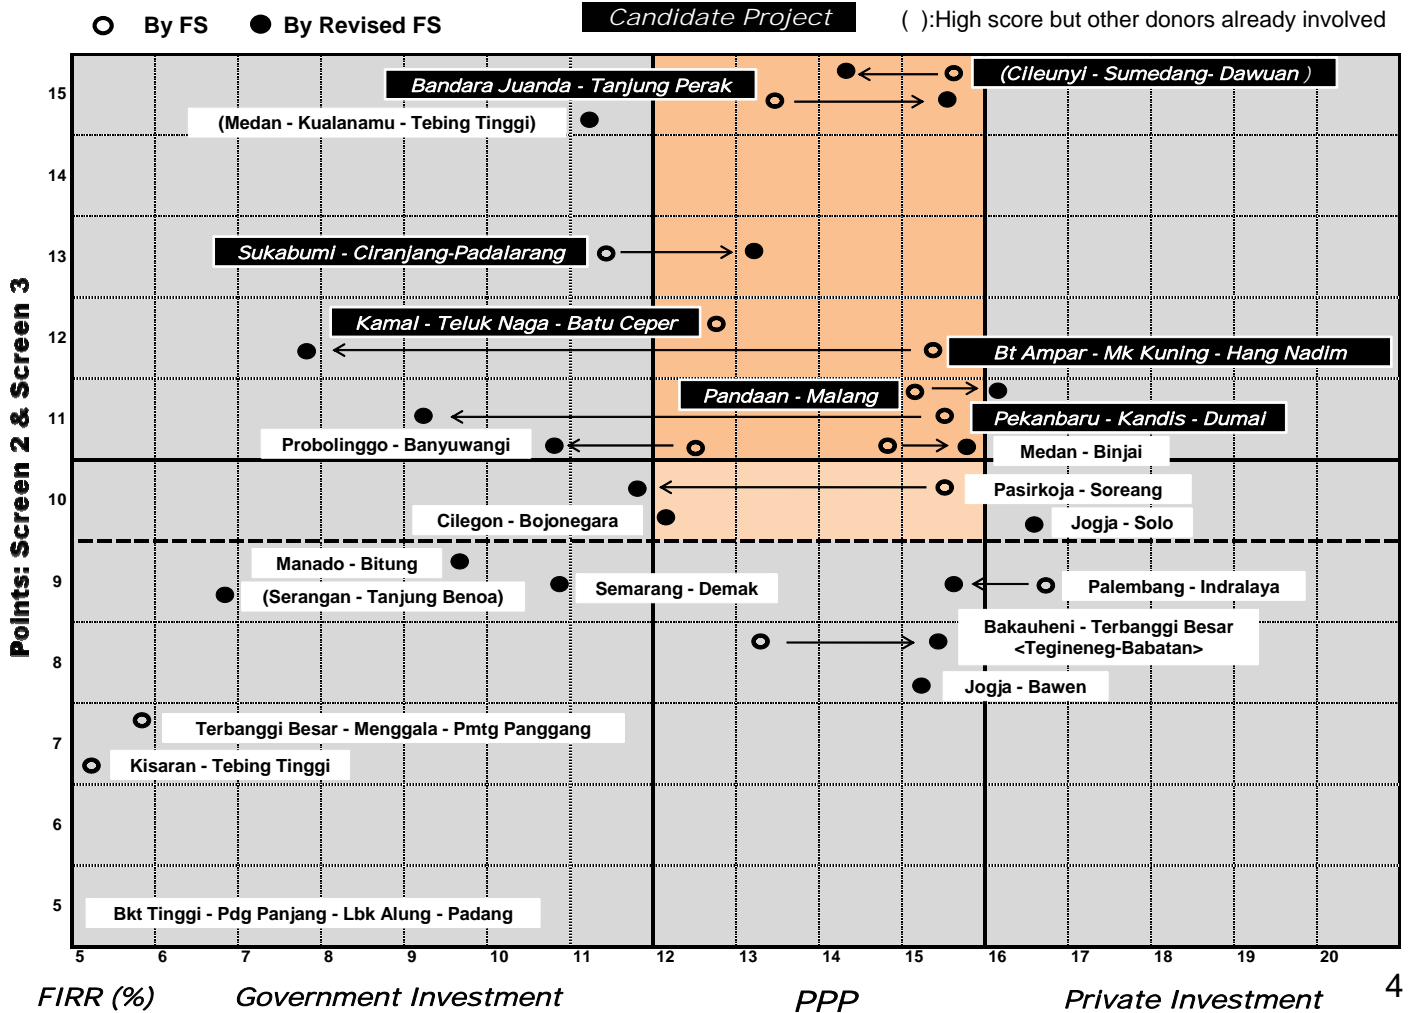 By FS
By Revised FS
Candidate Project
( ):High score but other donors already involved
(Cileunyi - Sumedang- Dawuan )
Bandara Juanda - Tanjung Perak
15
(Medan - Kualanamu - Tebing Tinggi)
14
13
Sukabumi - Ciranjang-Padalarang
Points: Screen 2 & Screen 3
Kamal - Teluk Naga - Batu Ceper
12
Bt Ampar - Mk Kuning - Hang Nadim
Pandaan - Malang
11
Pekanbaru - Kandis - Dumai
Probolinggo - Banyuwangi
Medan - Binjai
10
Pasirkoja - Soreang
Cilegon - Bojonegara
Jogja - Solo
Manado - Bitung
9
Semarang - Demak
Palembang - Indralaya
(Serangan - Tanjung Benoa)
Bakauheni - Terbanggi Besar
<Tegineneg-Babatan>
8
Jogja - Bawen
Terbanggi Besar - Menggala - Pmtg Panggang
7
Kisaran - Tebing Tinggi
6
5
Bkt Tinggi - Pdg Panjang - Lbk Alung - Padang
5 6 7 8 9 10 11 12 13 14 15 16 17 18 19 20
FIRR (%)
Government Investment
PPP
Private Investment
4